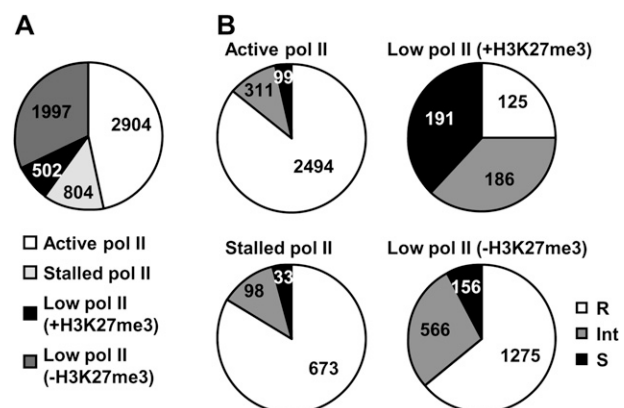 A
B
Active pol II
Low pol II (+H3K27me3)
1997
2904
502
804
311
99
2494
191
125
186
Active pol II
Stalled pol II
Low pol II
(+H3K27me3)
Low pol II
(-H3K27me3)
Stalled pol II
Low pol II (-H3K27me3)
98
33
673
566
156
1275
R
Int
S